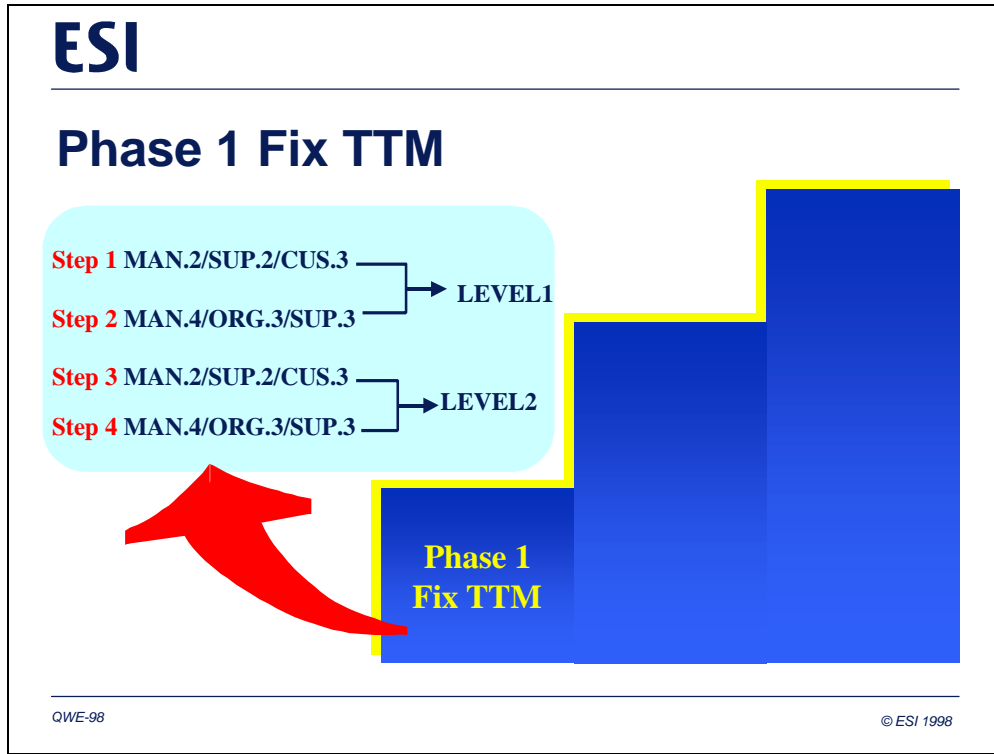 ESI
Phase 1 Fix TTM
Step 1 MAN.2/SUP.2/CUS.3
LEVEL1
Step 2 MAN.4/ORG.3/SUP.3
Step 3 MAN.2/SUP.2/CUS.3
LEVEL2
Step 4 MAN.4/ORG.3/SUP.3
Phase 1
Fix TTM
QWE-98
© ESI 1998